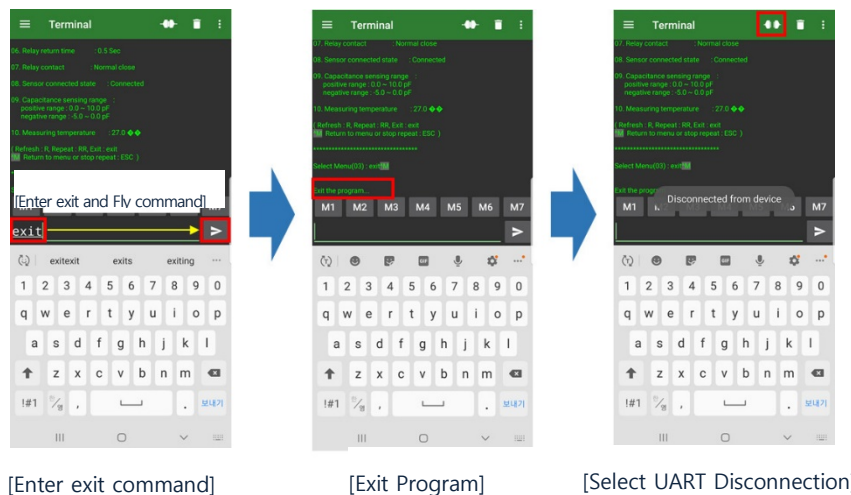 Terminal
06. Relay return time : 0.5 Sec
07. Relay contact : Normal close
08. Sensor connected state : Connected
09. Capacitance sensing range :
positive range : 0.0 ~ 10.0 pF
negative range : -5.0 ~ 0.0 pF
10. Measuring temperature : 27.0 ��
( Refresh : R, Repeat : RR, Exit : exit
^M Return to menu or stop repeat : ESC )
************************************
[Enter exit and Fly command]
exit
exitexit exits exiting ...
1 2 3 4 5 6 7 8 9 0
q w e r t y u i o p
a s d f g h j k l
z x c v b n m
!#1 한/영 , . 보내기
[Enter exit command]
Terminal
07. Relay contact : Normal close
08. Sensor connected state : Connected
09. Capacitance sensing range :
positive range : 0.0 ~ 10.0 pF
negative range : -5.0 ~ 0.0 pF
10. Measuring temperature : 27.0 ��
( Refresh : R, Repeat : RR, Exit : exit
^M Return to menu or stop repeat : ESC )
************************************
Select Menu(03) : exit^M
Exit the program...
M1 M2 M3 M4 M5 M6 M7
GIF
1 2 3 4 5 6 7 8 9 0
q w e r t y u i o p
a s d f g h j k l
z x c v b n m
!#1 한/영 , . 보내기
[Exit Program]
Terminal
07. Relay contact : Normal close
08. Sensor connected state : Connected
09. Capacitance sensing range :
positive range : 0.0 ~ 10.0 pF
negative range : -5.0 ~ 0.0 pF
10. Measuring temperature : 27.0 ��
( Refresh : R, Repeat : RR, Exit : exit
^M Return to menu or stop repeat : ESC )
************************************
Select Menu(03) : exit^M
Exit the progr
Disconnected from device
M1 M7
GIF
1 2 3 4 5 6 7 8 9 0
q w e r t y u i o p
a s d f g h j k l
z x c v b n m
!#1 한/영 , . 보내기
[Select UART Disconnection